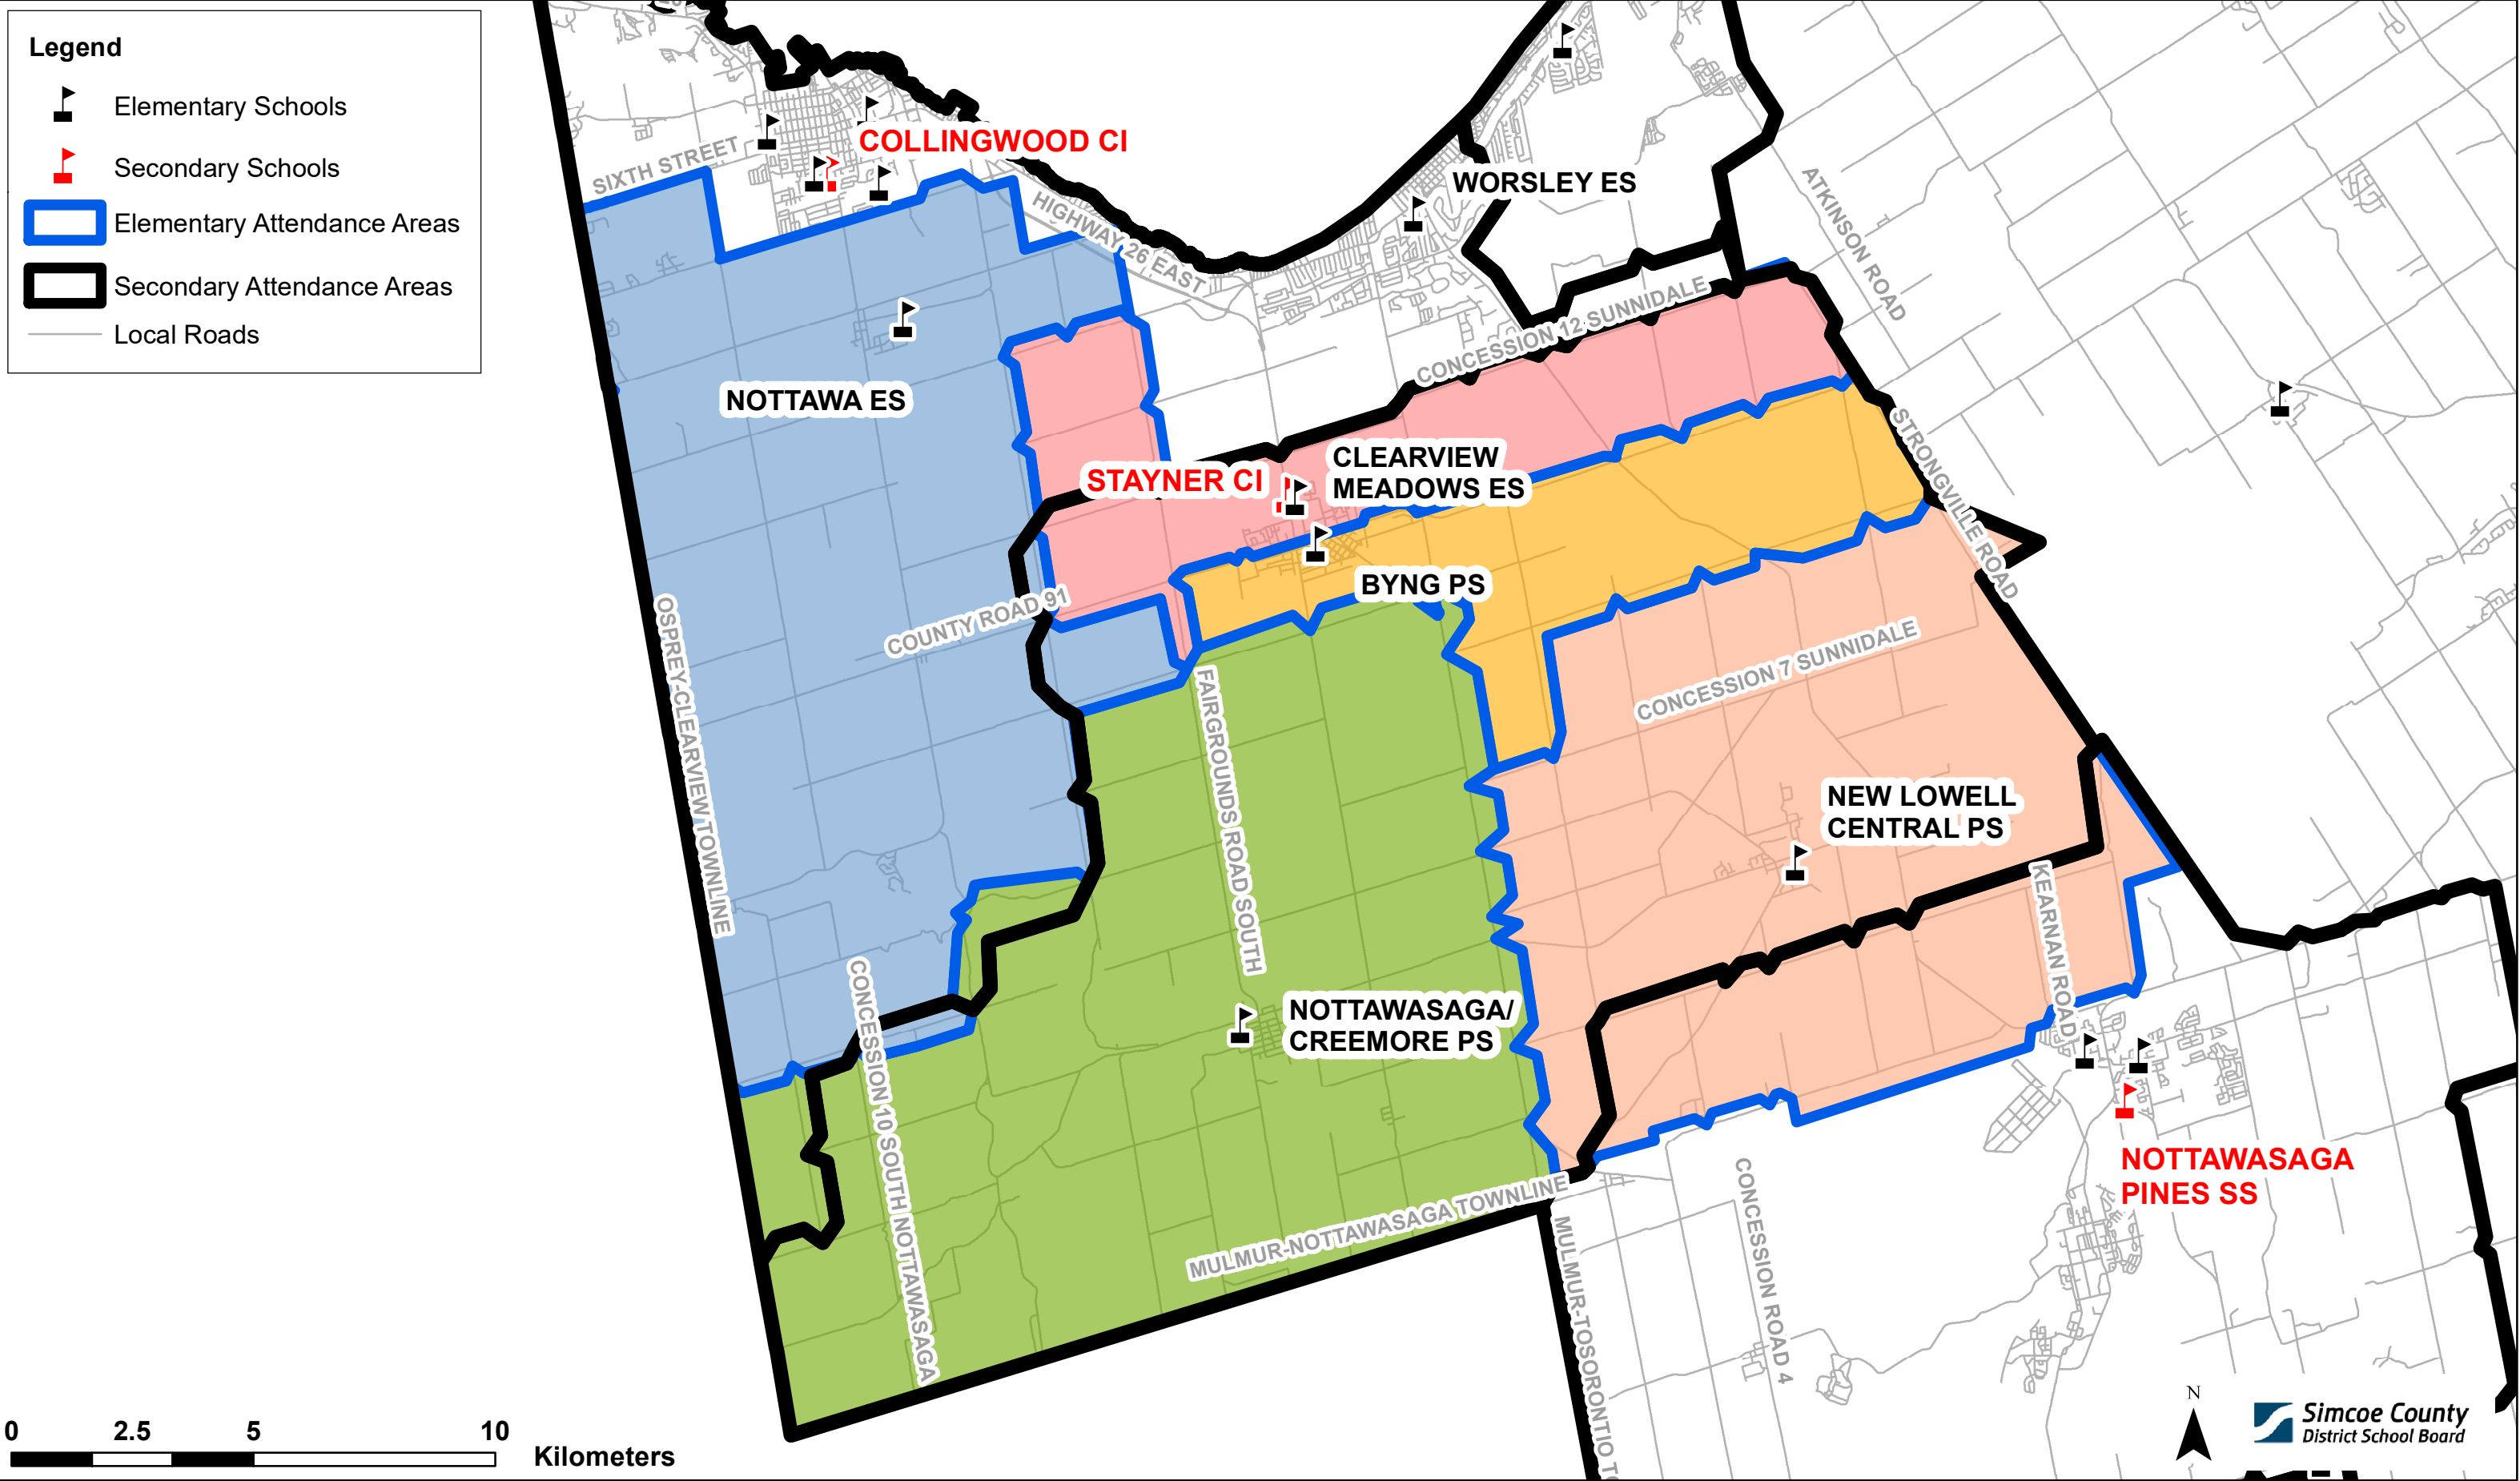 Legend
Elementary Schools
Secondary Schools
Elementary Attendance Areas
Secondary Attendance Areas
Local Roads
SIXTH STREET
COLLINGWOOD CI
HIGHWAY 26 EAST
WORSLEY ES
ATKINSON ROAD
CONCESSION 12 SUNNIDALE
NOTTAWA ES
STAYNER CI
CLEARVIEW
MEADOWS ES
STRONGVILLE ROAD
BYNG PS
COUNTY ROAD 91
OSPREY-CLEARVIEW TOWNLINE
FAIRGROUNDS ROAD SOUTH
CONCESSION 7 SUNNIDALE
NEW LOWELL
CENTRAL PS
KEARNAN ROAD
CONCESSION 10 SOUTH NOTTAWASAGA
NOTTAWASAGA/
CREEMORE PS
NOTTAWASAGA
PINES SS
MULMUR-NOTTAWASAGA TOWNLINE
MULMUR-TOSORONTIO
CONCESSION ROAD 4
0 2.5 5 10
Kilometers
N
Simcoe County
District School Board